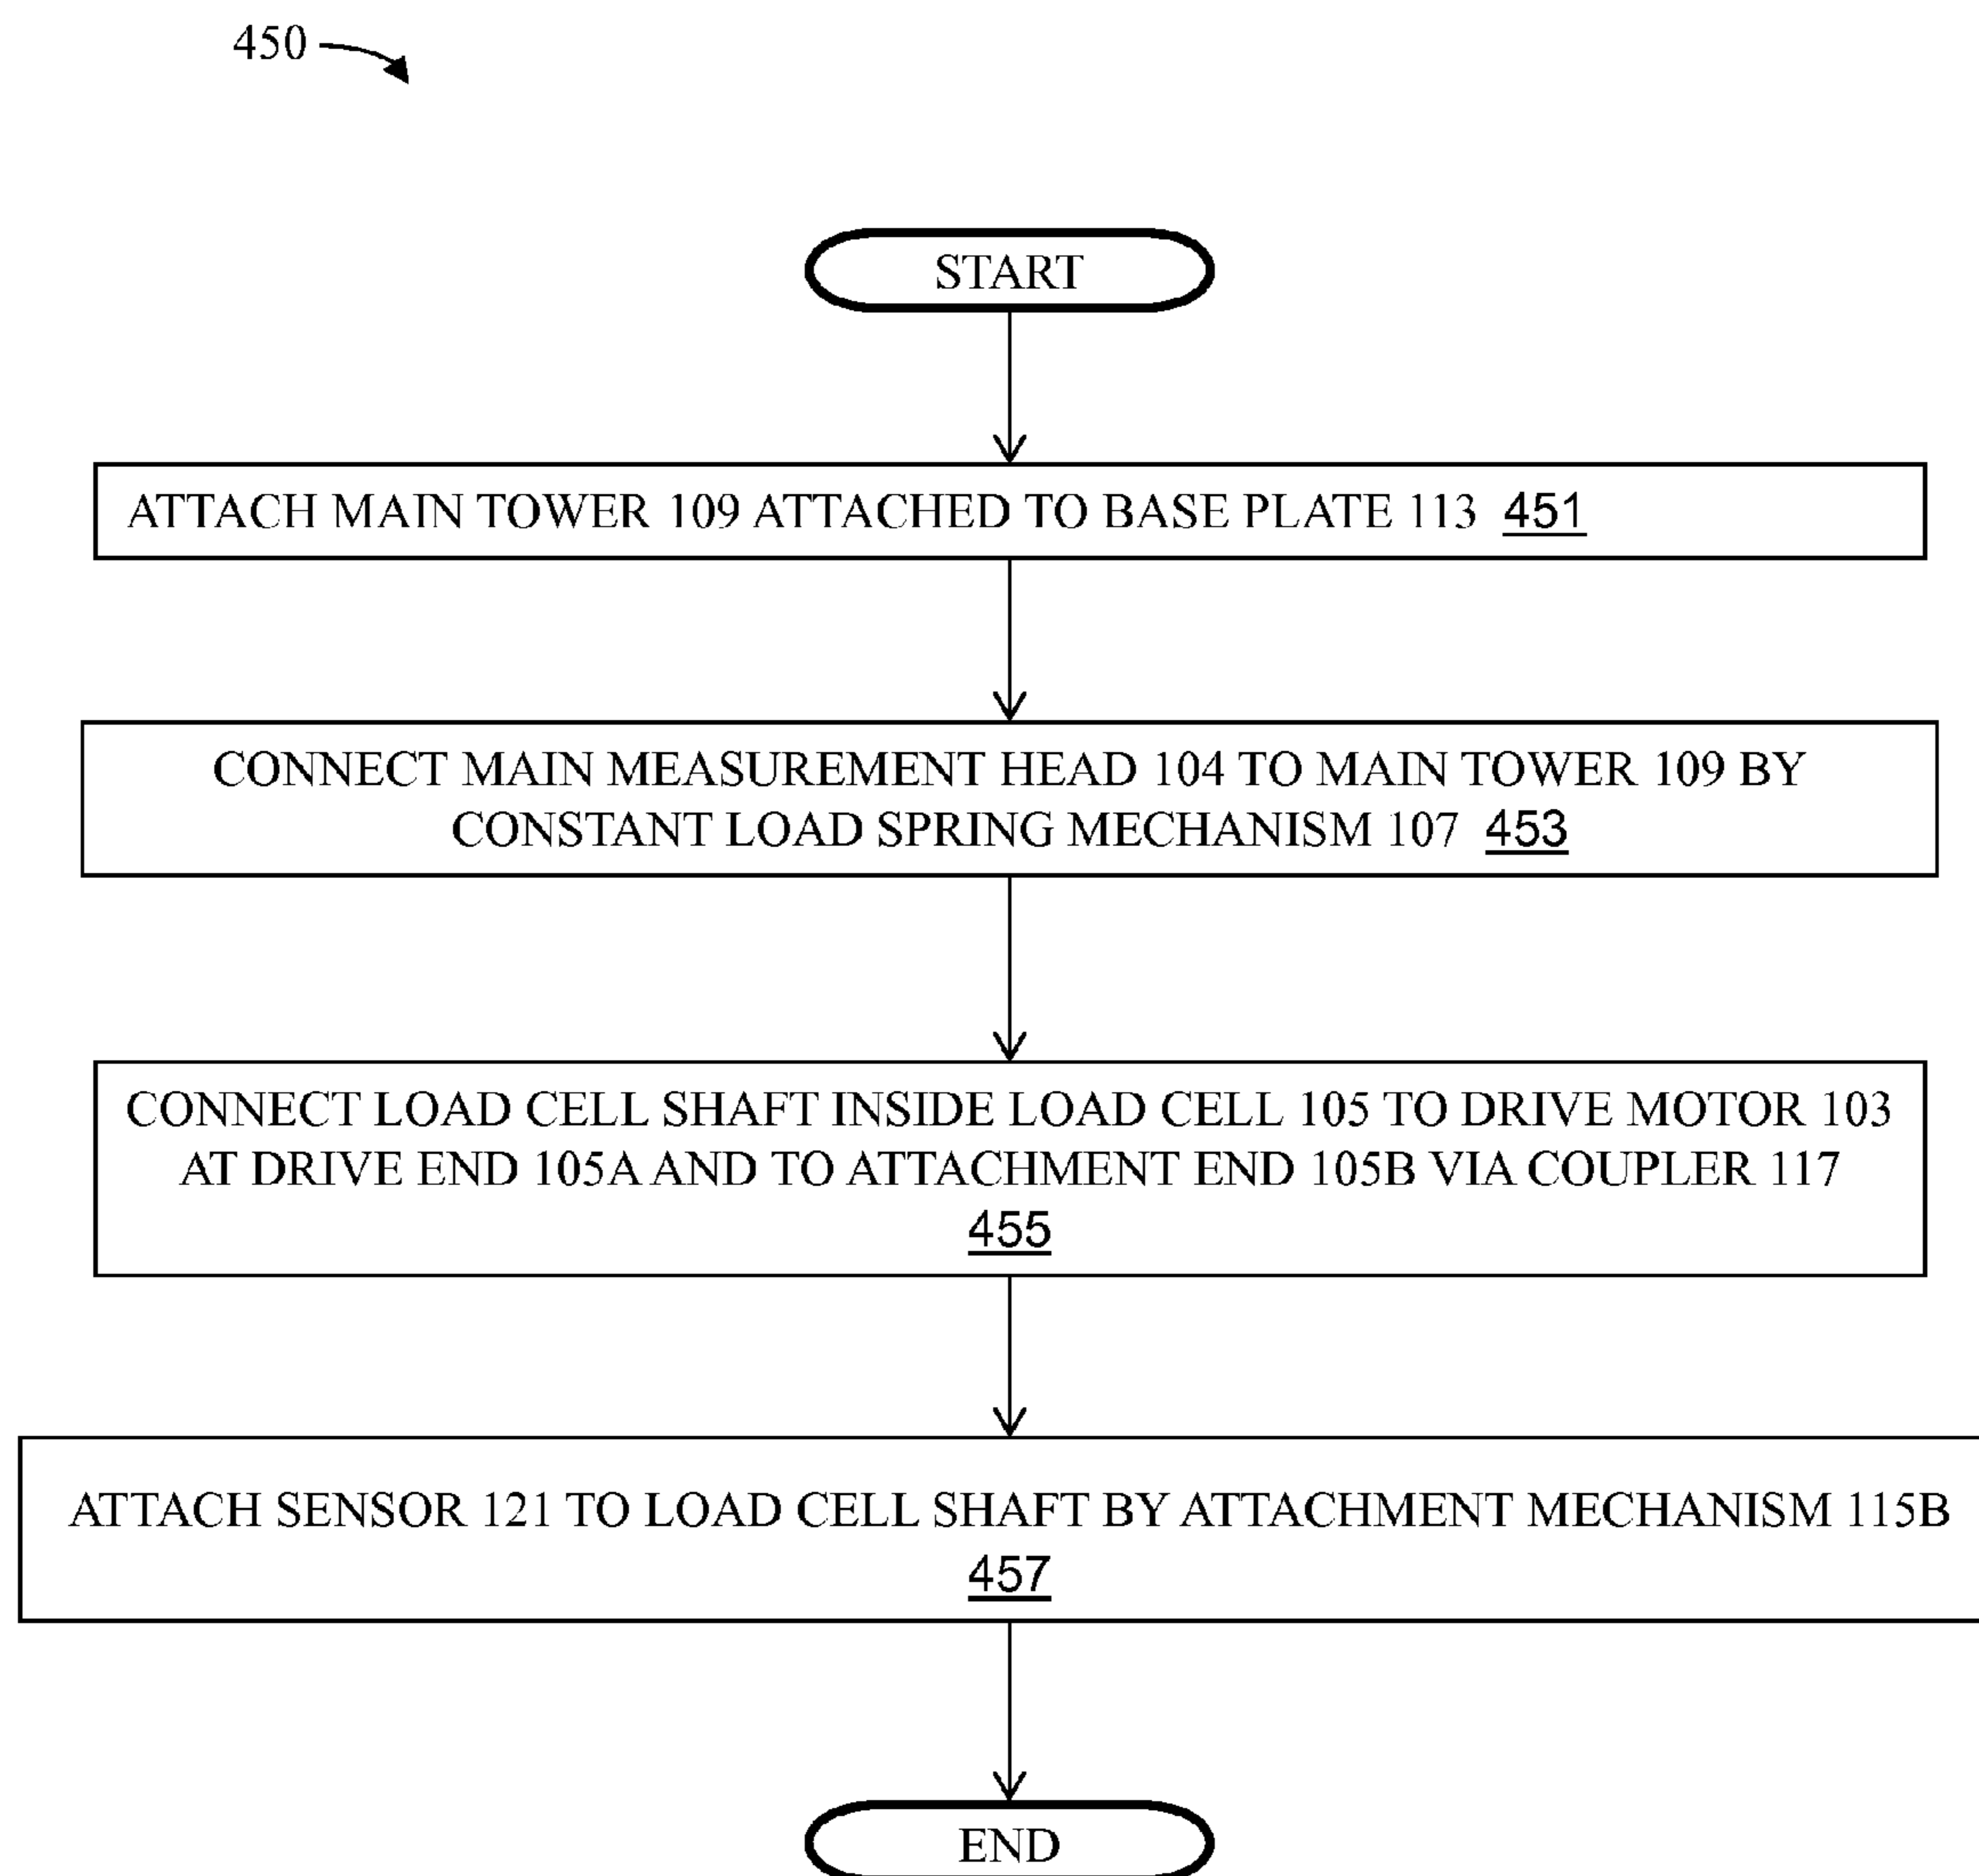 450
START
ATTACH MAIN TOWER 109 ATTACHED TO BASE PLATE 113 451
CONNECT MAIN MEASUREMENT HEAD 104 TO MAIN TOWER 109 BY
CONSTANT LOAD SPRING MECHANISM 107 453
CONNECT LOAD CELL SHAFT INSIDE LOAD CELL 105 TO DRIVE MOTOR 103
AT DRIVE END 105A AND TO ATTACHMENT END 105B VIA COUPLER 117
455
ATTACH SENSOR 121 TO LOAD CELL SHAFT BY ATTACHMENT MECHANISM 115B
457
END